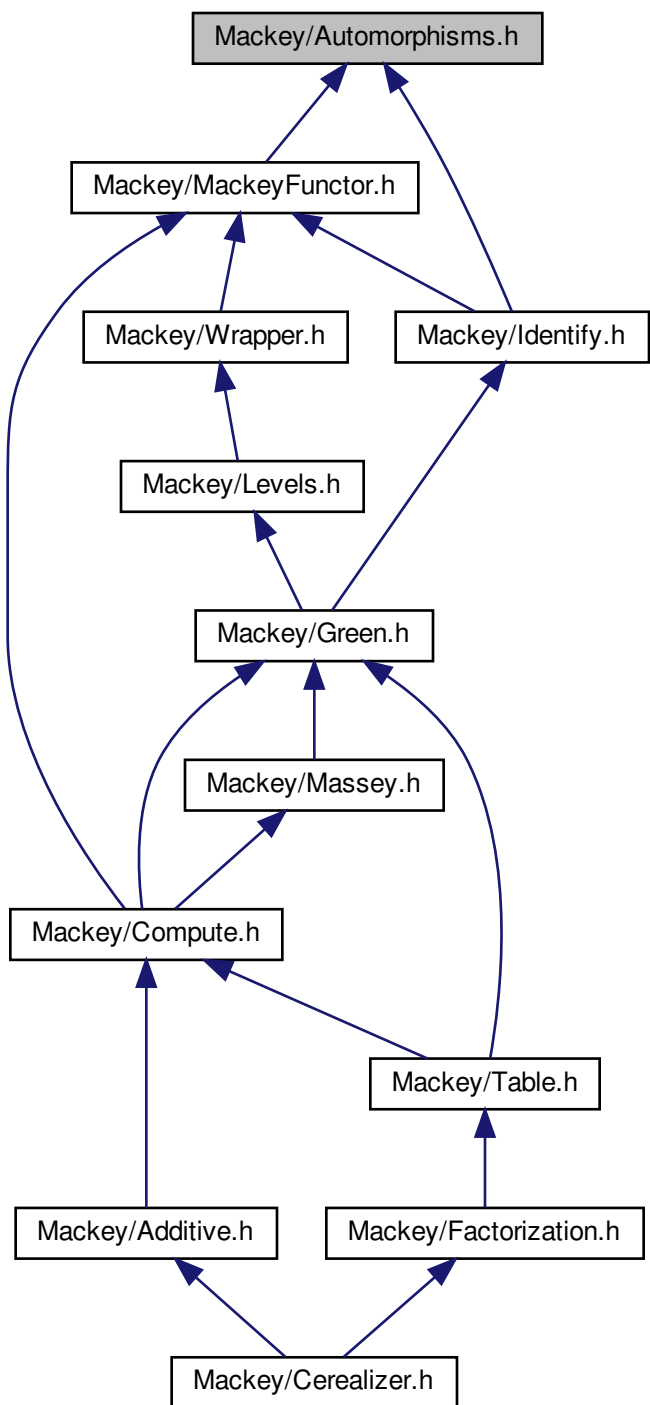 Mackey/Automorphisms.h
Mackey/MackeyFunctor.h
Mackey/Wrapper.h
Mackey/Identify.h
Mackey/Levels.h
Mackey/Green.h
Mackey/Massey.h
Mackey/Compute.h
Mackey/Table.h
Mackey/Additive.h
Mackey/Factorization.h
Mackey/Cerealizer.h